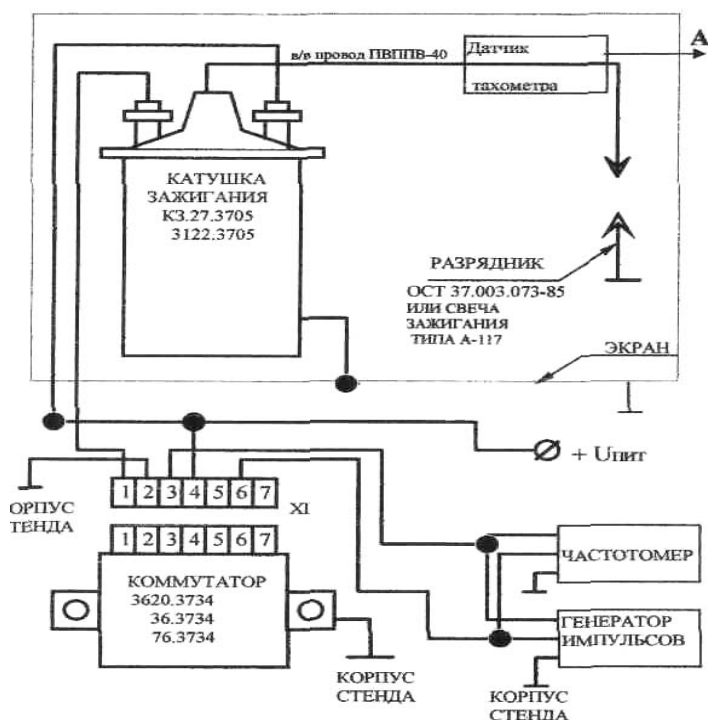 в/в провод ПВППВ-40
Датчик
тахометра
А
КАТУШКА
ЗАЖИГАНИЯ
КЗ.27.3705
3122.3705
РАЗРЯДНИК
ОСТ 37.003.073-85
ИЛИ СВЕЧА
ЗАЖИГАНИЯ
ТИПА А-117
ЭКРАН
+ Uпит
1 2 3 4 5 6 7
XI
ОРПУС
ТЕНДА
1 2 3 4 5 6 7
КОММУТАТОР
3620.3734
36.3734
76.3734
КОРПУС
СТЕНДА
ЧАСТОТОМЕР
ГЕНЕРАТОР
ИМПУЛЬСОВ
КОРПУС
СТЕНДА